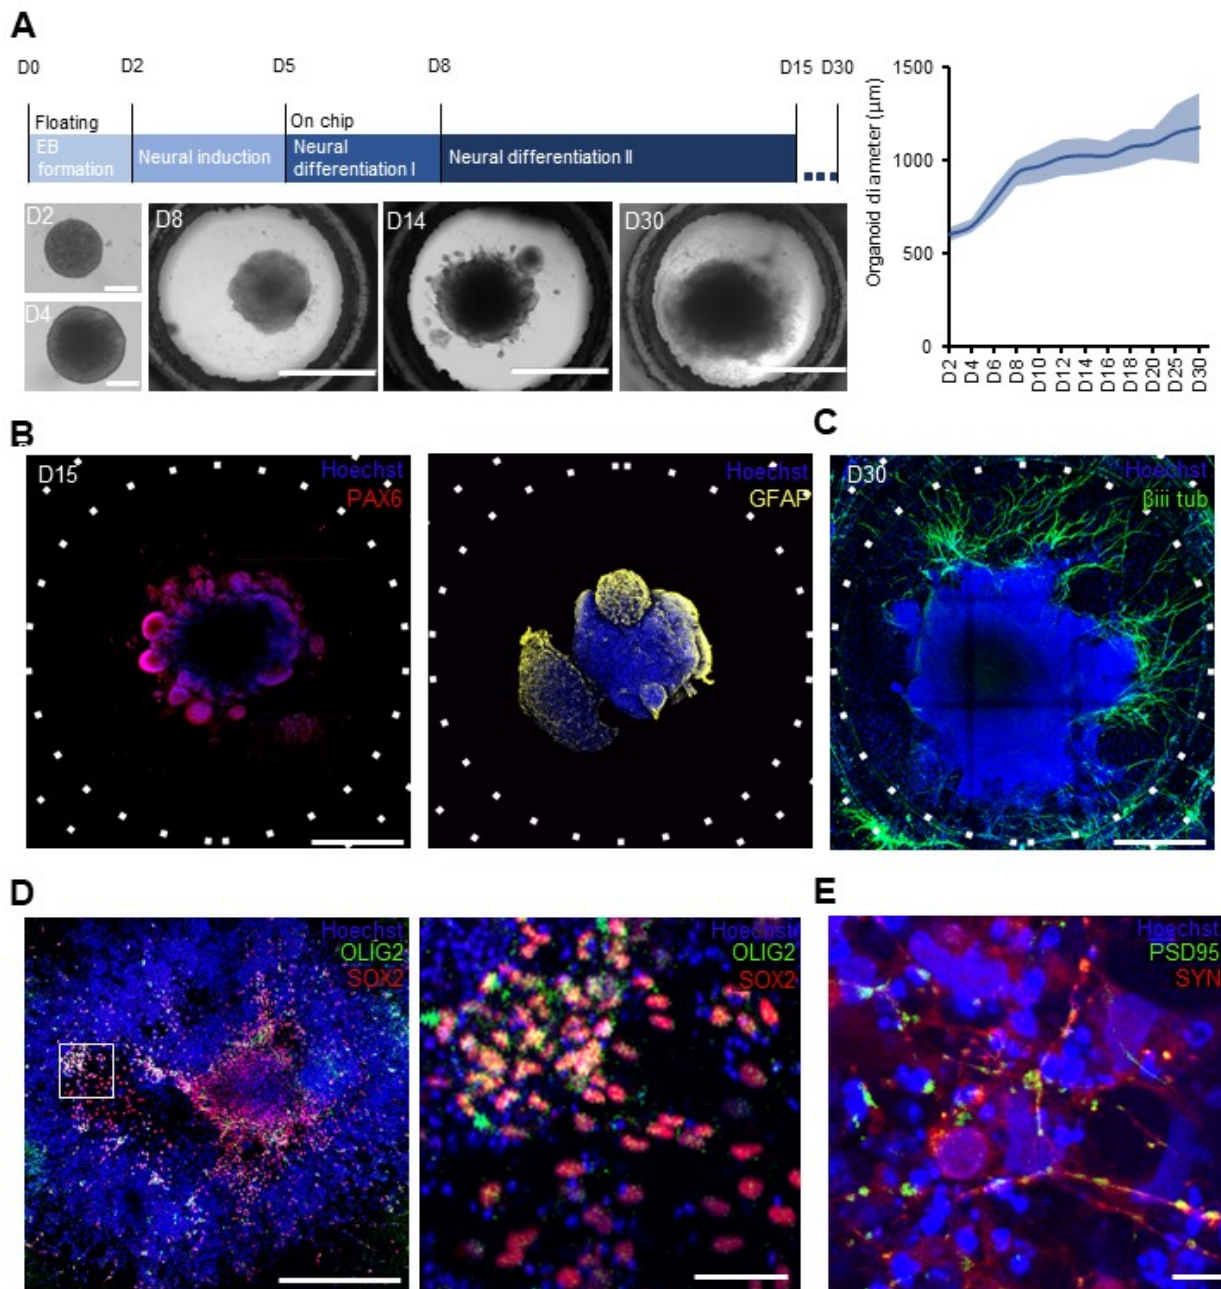 A
D0 D2 D5 D8 D15 D30
Floating
On chip
EB
formation
Neural induction
Neural
differentiation I
Neural differentiation II
D2
D4
D8
D14
D30
Organoid diameter (µm)
1500
1000
500
0
D2 D4 D6 D8 D10 D12 D14 D16 D18 D20 D25 D30
B
D15
Hoechst
PAX6
Hoechst
GFAP
C
D30
Hoechst
βiii tub
D
Hoechst
OLIG2
SOX2
Hoechst
OLIG2
SOX2
E
Hoechst
PSD95
SYN